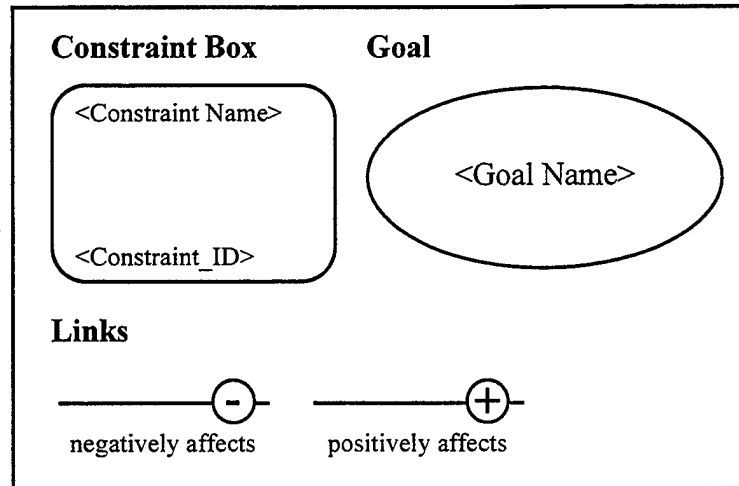 Constraint Box
Goal
<Constraint Name>
<Goal Name>
<Constraint_ID>
Links
-
+
negatively affects
positively affects